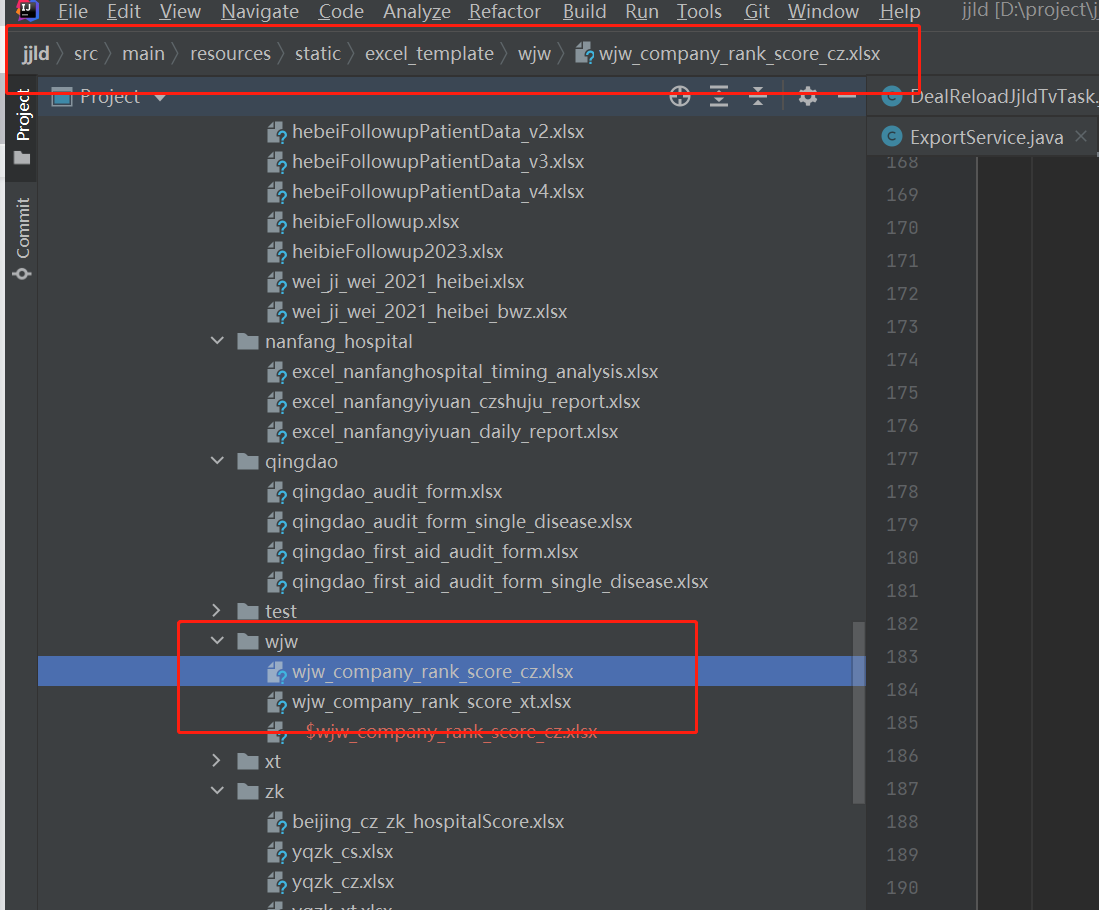 File Edit View Navigate Code Analyze Refactor Build Run Tools Git Window Help jjld [D:\project\j
jjld src main resources static excel_template wjw wjw_company_rank_score_cz.xlsx
Project
DealReloadJjldTvTask.
ExportService.java
Project
Commit
hebeiFollowupPatientData_v2.xlsx
hebeiFollowupPatientData_v3.xlsx
hebeiFollowupPatientData_v4.xlsx
heibieFollowup.xlsx
heibieFollowup2023.xlsx
wei_ji_wei_2021_heibei.xlsx
wei_ji_wei_2021_heibei_bwz.xlsx
nanfang_hospital
excel_nanfanghospital_timing_analysis.xlsx
excel_nanfangyiyuan_czshuju_report.xlsx
excel_nanfangyiyuan_daily_report.xlsx
qingdao
qingdao_audit_form.xlsx
qingdao_audit_form_single_disease.xlsx
qingdao_first_aid_audit_form.xlsx
qingdao_first_aid_audit_form_single_disease.xlsx
test
wjw
wjw_company_rank_score_cz.xlsx
wjw_company_rank_score_xt.xlsx
$wjw_company_rank_score_cz.xlsx
xt
zk
beijing_cz_zk_hospitalScore.xlsx
yqzk_cs.xlsx
yqzk_cz.xlsx
yqzk_xt.xlsx
168
169
170
171
172
173
174
175
176
177
178
179
180
181
182
183
184
185
186
187
188
189
190